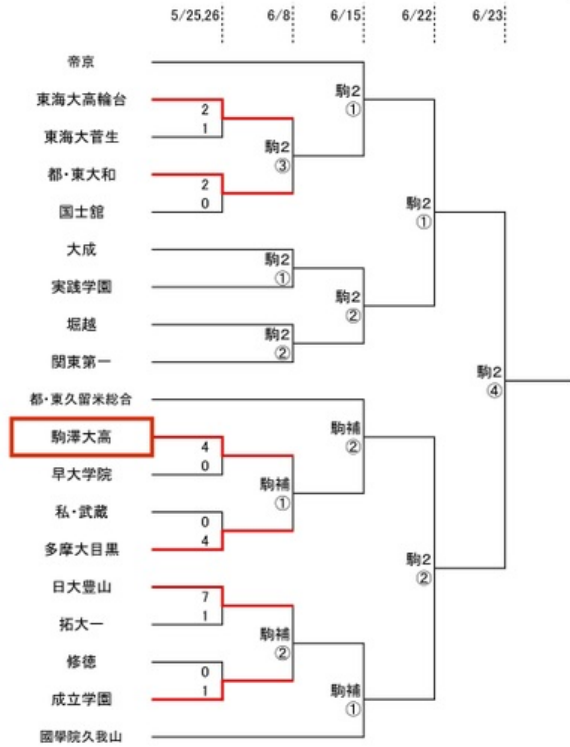 5/25,26 6/8 6/15 6/22 6/23
帝京
駒2
①
東海大高輪台
2
1
東海大菅生
駒2
③
都・東大和
2
0
国士舘
駒2
①
大成
駒2
①
実践学園
駒2
②
堀越
駒2
②
関東第一
駒2
④
都・東久留米総合
駒澤大高
4
0
早大学院
駒補
②
駒補
①
私・武蔵
0
4
多摩大目黒
駒2
②
日大豊山
7
1
拓大一
駒補
②
修徳
0
1
成立学園
駒補
①
國學院久我山